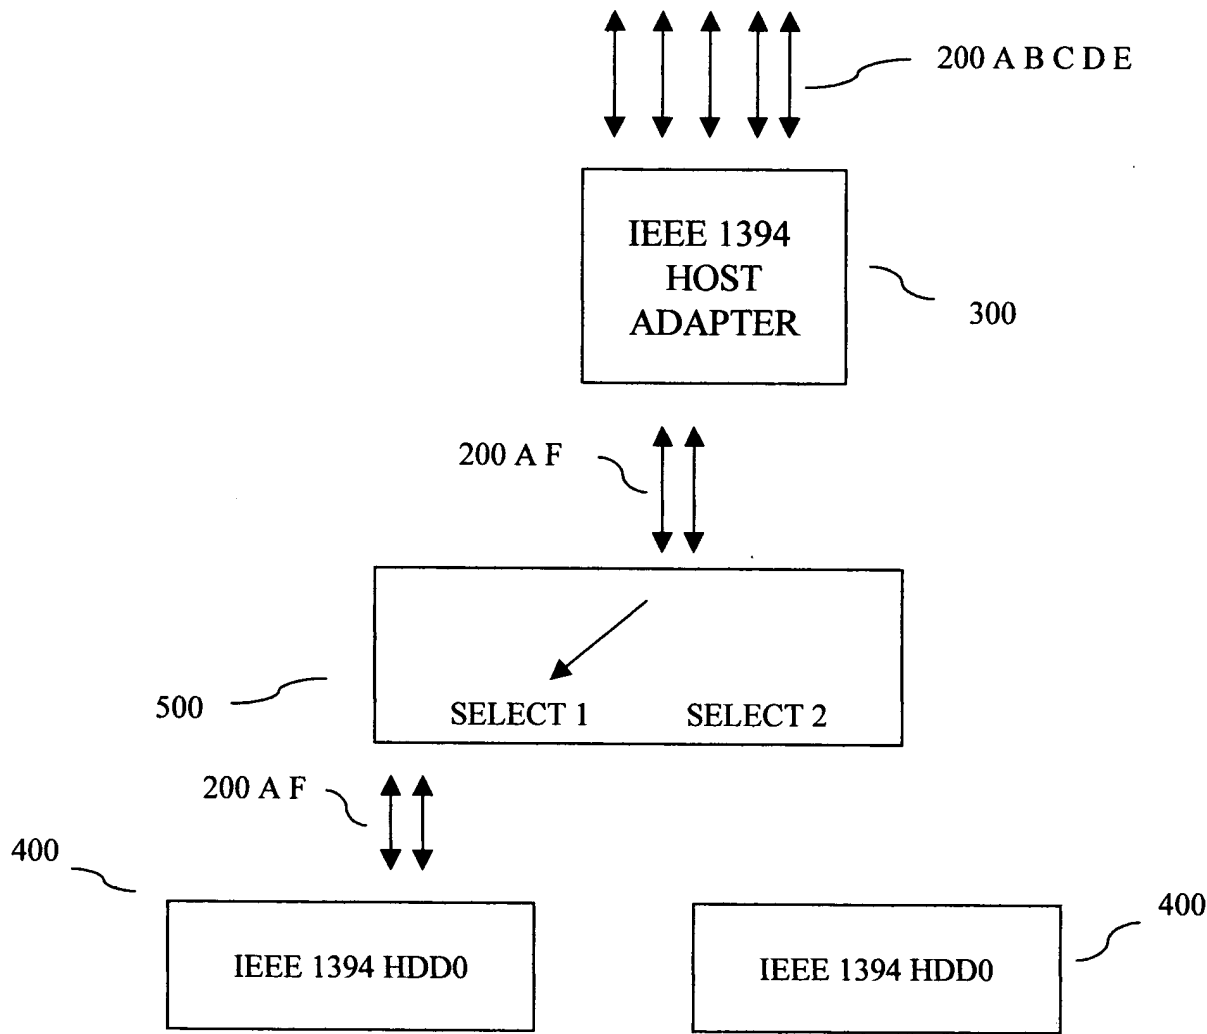 200 A B C D E
IEEE 1394
HOST
ADAPTER
300
200 A F
500
SELECT 1 SELECT 2
200 A F
400
400
IEEE 1394 HDD0
IEEE 1394 HDD0